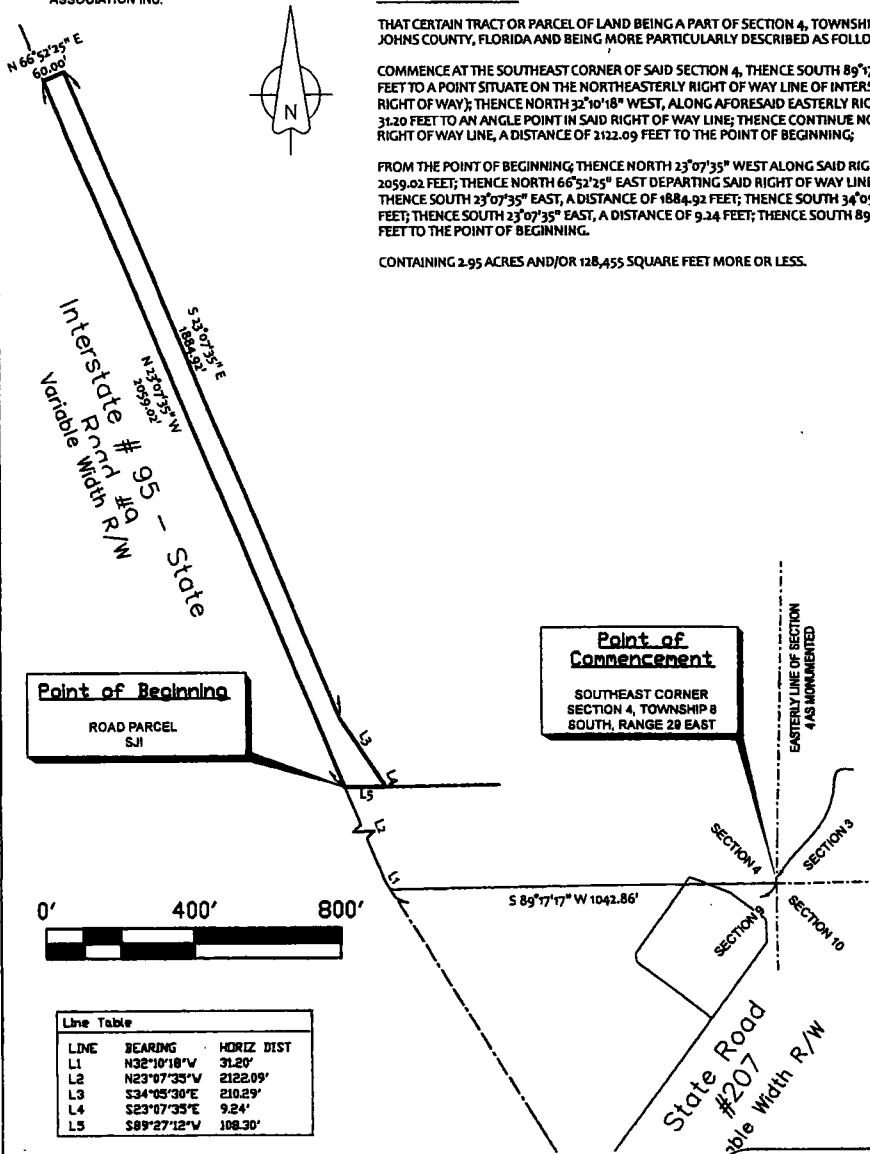 ASSOCIATION INC.
THAT CERTAIN TRACT OR PARCEL OF LAND BEING A PART OF SECTION 4,
JOHNS COUNTY, FLORIDA AND BEING MORE PARTICULARLY DESCRIBED AS
COMMENCE AT THE SOUTHEAST CORNER OF SAID SECTION 4, THENCE SOUTH
FEET TO A POINT SITUATE ON THE NORTHEASTERLY RIGHT OF WAY LINE OF
RIGHT OF WAY); THENCE NORTH 32°10'18" WEST, ALONG AFORESAID EASTERLY
31.20 FEET TO AN ANGLE POINT IN SAID RIGHT OF WAY LINE; THENCE CONTINUE
RIGHT OF WAY LINE, A DISTANCE OF 2122.09 FEET TO THE POINT OF BEGINNING;
FROM THE POINT OF BEGINNING; THENCE NORTH 23°07'35" WEST ALONG SAID
2059.02 FEET; THENCE NORTH 66°52'25" EAST DEPARTING SAID RIGHT OF WAY LINE
THENCE SOUTH 23°07'35" EAST, A DISTANCE OF 1884.92 FEET; THENCE SOUTH
FEET; THENCE SOUTH 23°07'35" EAST, A DISTANCE OF 9.24 FEET; THENCE SOUTH
FEET TO THE POINT OF BEGINNING.
CONTAINING 2.95 ACRES AND/OR 128,455 SQUARE FEET MORE OR LESS.
N 66°52'25" E
60.00'
N
S 23°07'35" E
1884.92'
N 23°07'35" W
2059.02'
Interstate # 95 - State
Road #9
Variable Width R/W
Point of Beginning
ROAD PARCEL
SJI
Point of
Commencement
SOUTHEAST CORNER
SECTION 4, TOWNSHIP 8
SOUTH, RANGE 29 EAST
EASTERLY LINE OF SECTION
4 AS MONUMENTED
L3
L4
L5
L2
L1
S 89°17'17" W 1042.86'
SECTION 4
SECTION 3
SECTION 9
SECTION 10
0' 400' 800'
State Road
#207
Width R/W
Line Table
LINE BEARING HORIZ DIST
L1 N32°10'18"W 31.20'
L2 N23°07'35"W 2122.09'
L3 S34°05'30"E 210.29'
L4 S23°07'35"E 9.24'
L5 S89°27'12"W 108.30'